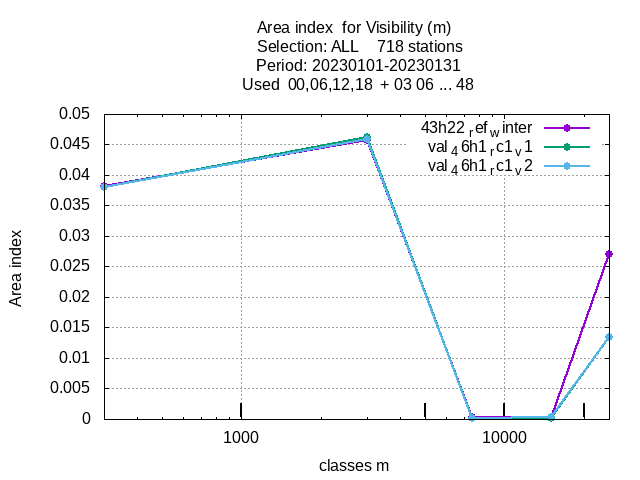 Area index  for Visibility (m)
Selection: ALL    718 stations
Period: 20230101-20230131
Used  00,06,12,18  + 03 06 ... 48
0.05
0.045
0.04
0.035
0.03
0.025
0.02
0.015
0.01
0.005
0
Area index
43h22_ref_winter
val_46h1_rc1_v1
val_46h1_rc1_v2
1000
10000
classes m